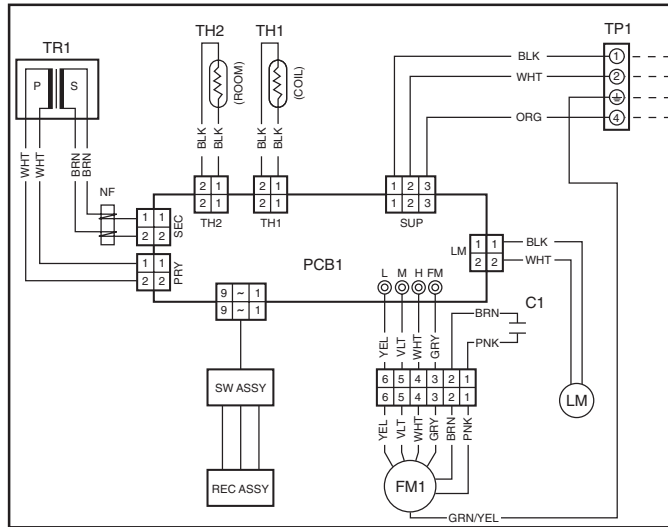 TR1
TH2
TH1
TP1
P
S
(ROOM)
(COIL)
BLK
1
WHT
2
ORG
4
BLK
BLK
BLK
BLK
WHT
WHT
BRN
BRN
NF
2 1
2 1
TH2
2 1
2 1
TH1
1 2 3
1 2 3
SUP
1 1
2 2
SEC
1 1
2 2
PRY
PCB1
LM
1 1
2 2
BLK
WHT
L M H FM
9 ~ 1
9 ~ 1
YEL
VLT
WHT
GRY
BRN
PNK
C1
SW ASSY
6 5 4 3 2 1
6 5 4 3 2 1
YEL
VLT
WHT
GRY
BRN
PNK
LM
REC ASSY
FM1
GRN/YEL